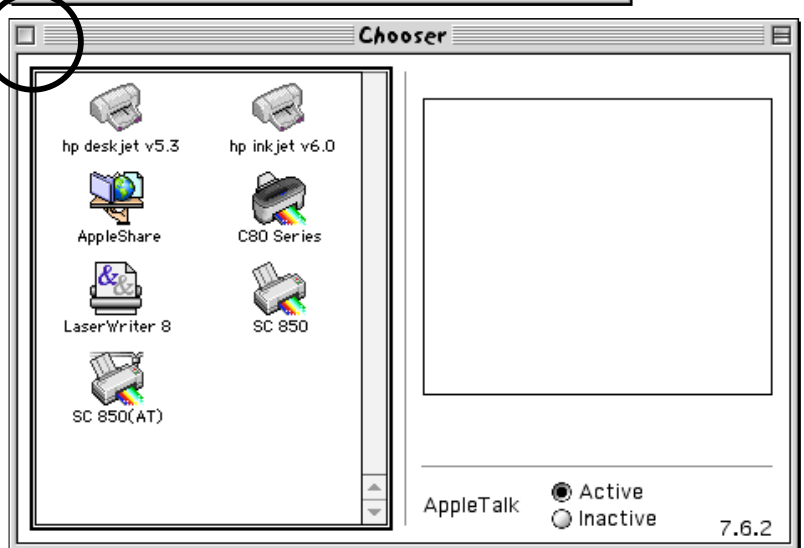 Chooser
hp deskjet v5.3
hp inkjet v6.0
AppleShare
C80 Series
LaserWriter 8
SC 850
SC 850(AT)
AppleTalk
Active
Inactive
7.6.2